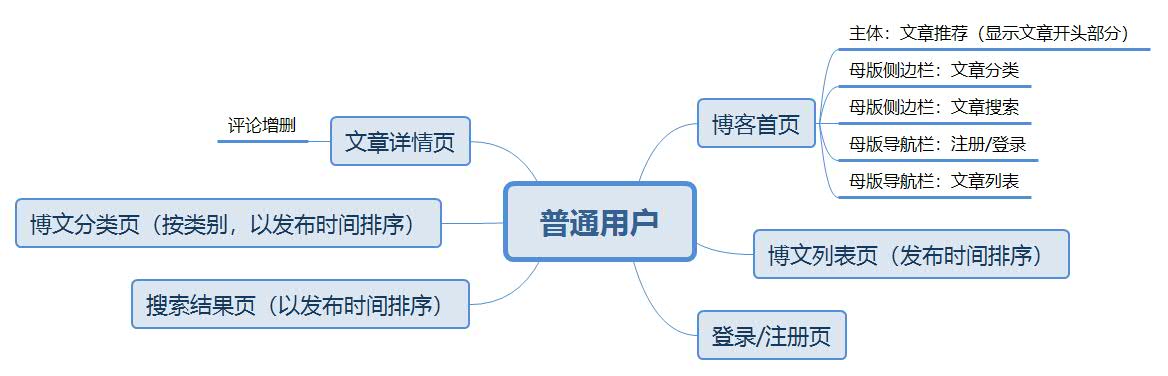 普通用户
博客首页
主体：文章推荐（显示文章开头部分）
母版侧边栏：文章分类
母版侧边栏：文章搜索
母版导航栏：注册/登录
母版导航栏：文章列表
博文列表页（发布时间排序）
登录/注册页
文章详情页
评论增删
博文分类页（按类别，以发布时间排序）
搜索结果页（以发布时间排序）